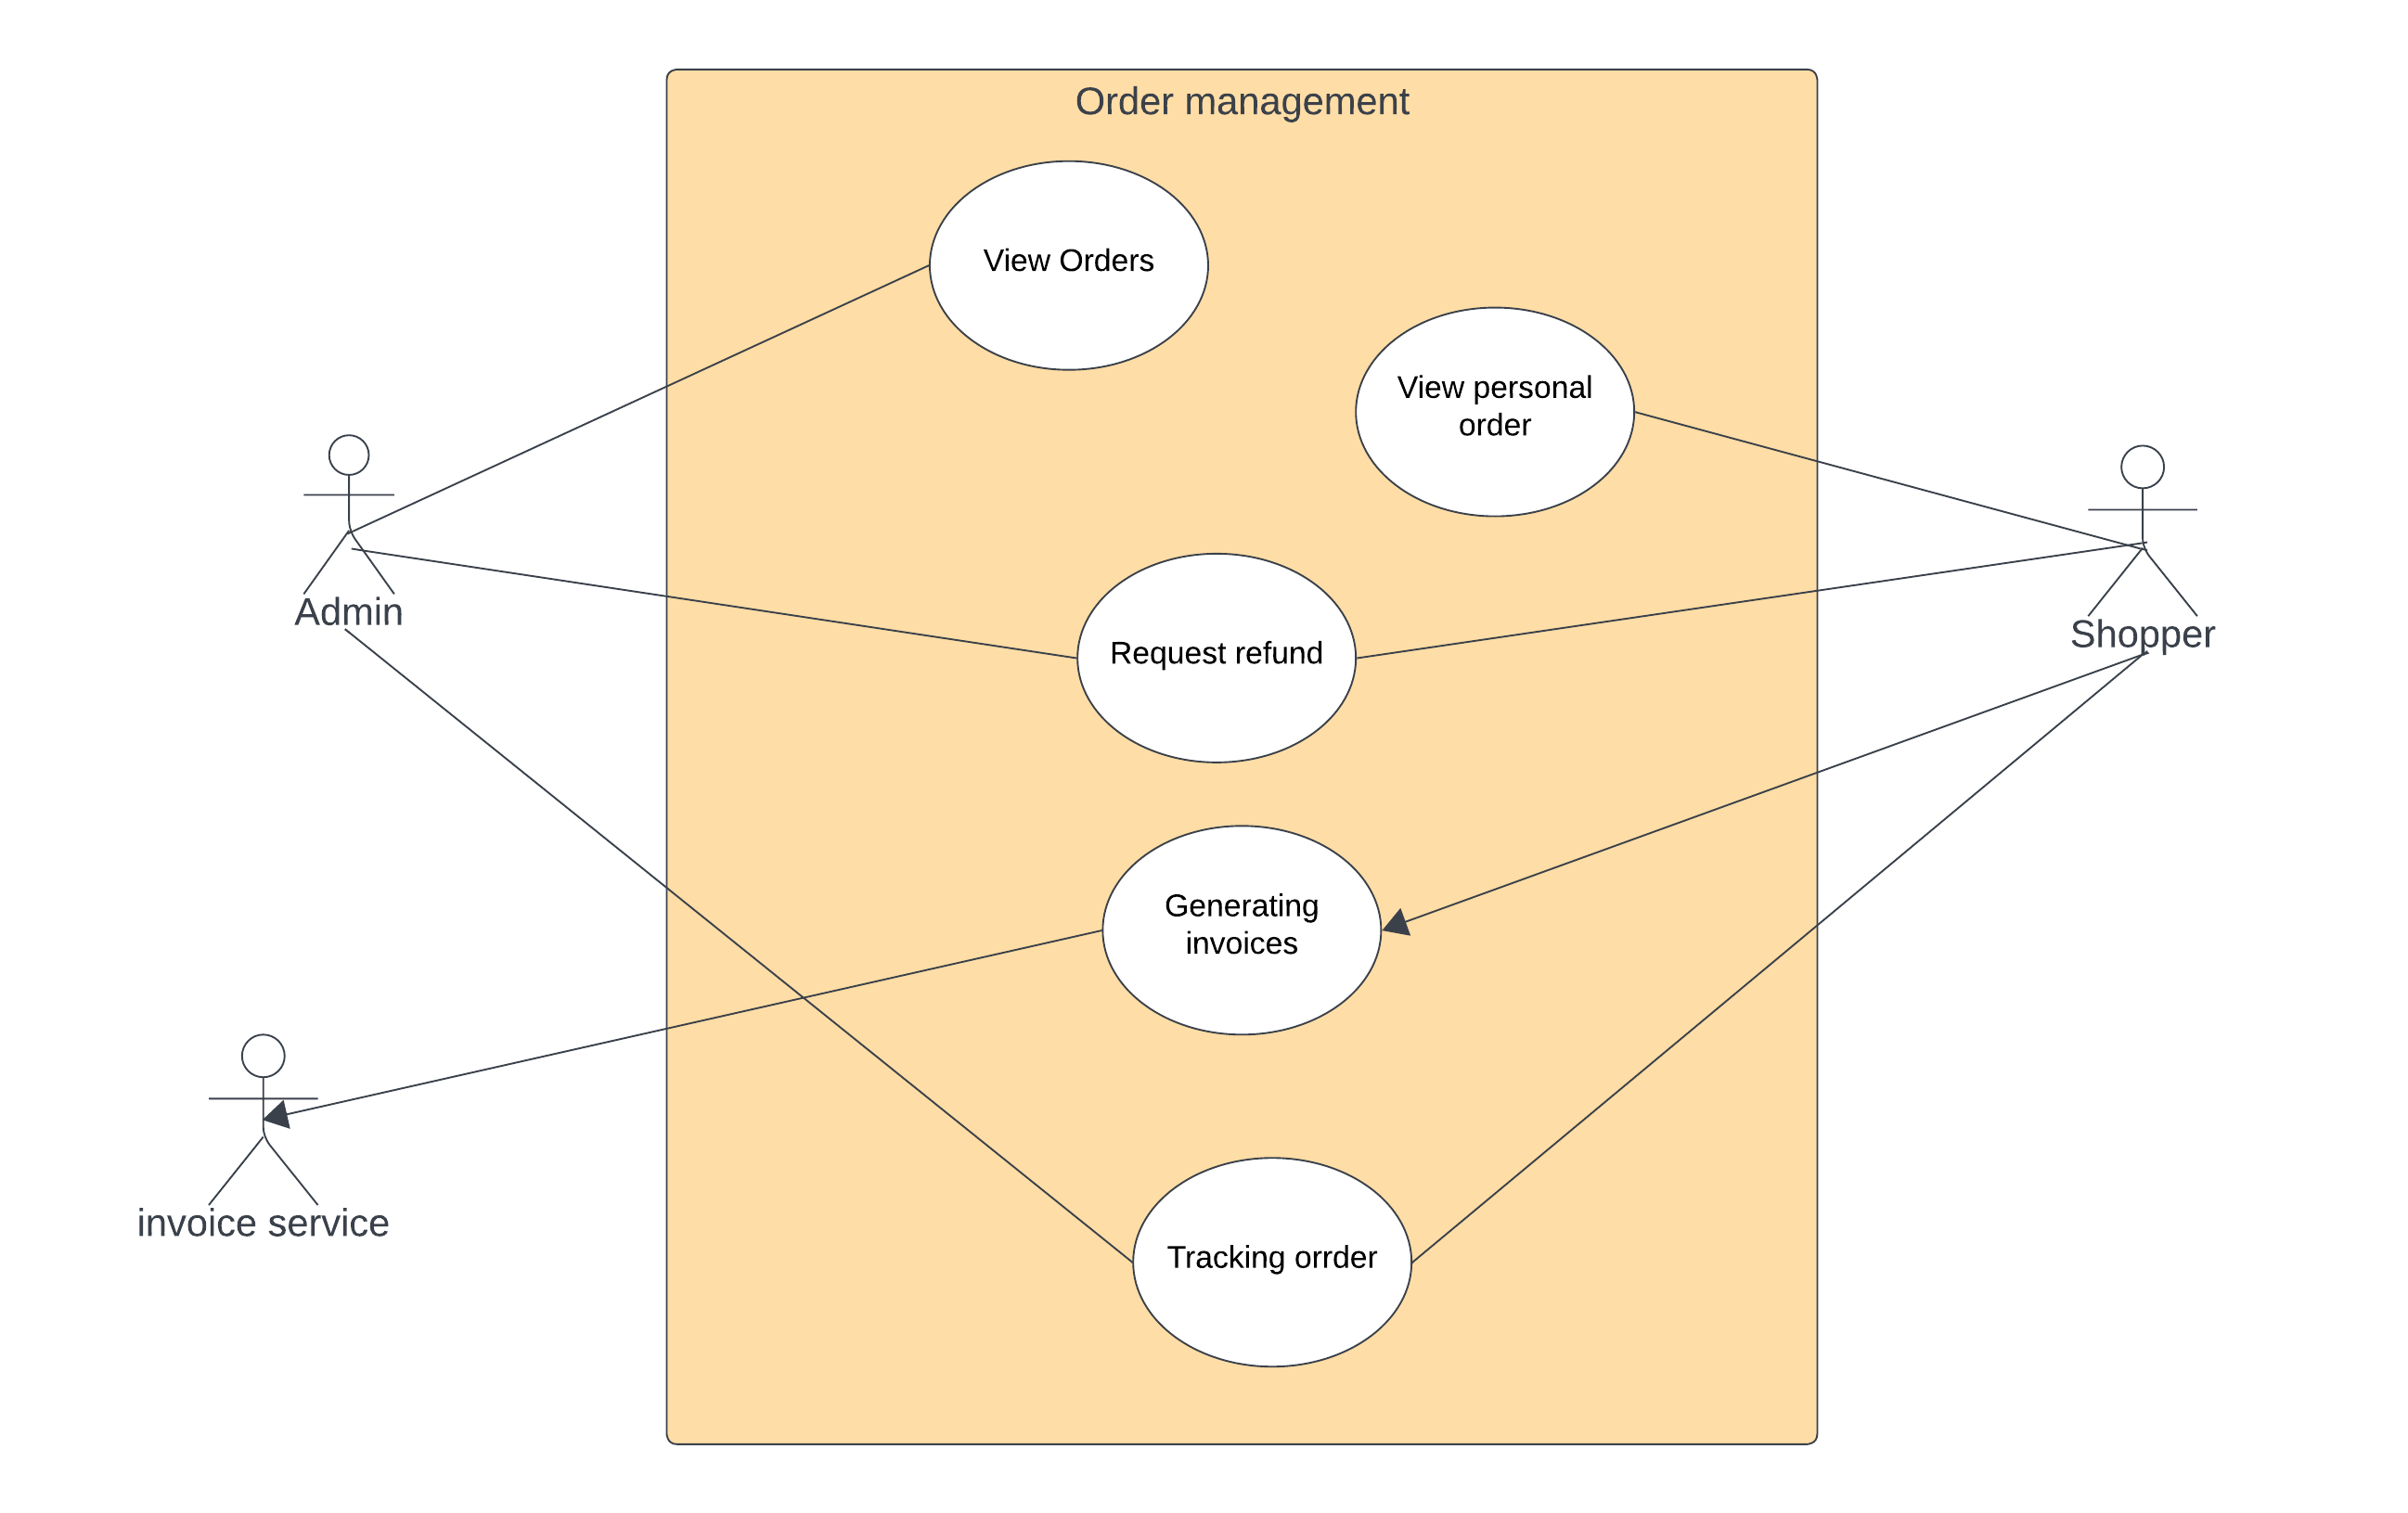 Order management
View Orders
View personal
order
Admin
Request refund
Shopper
Generating
invoices
invoice service
Tracking orrder